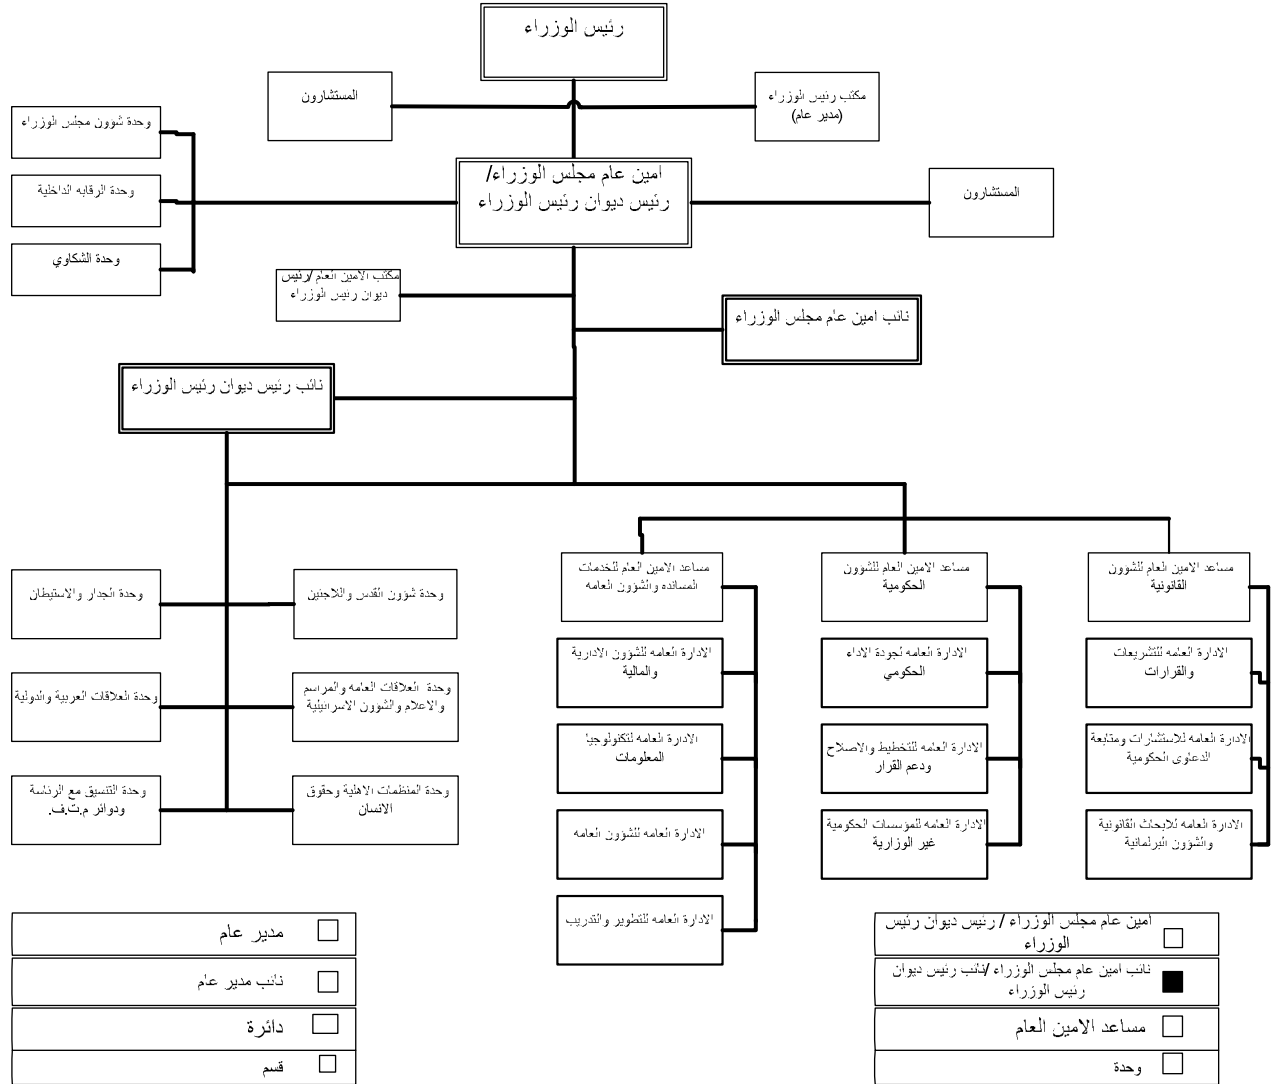 رئيس الوزراء
المستشارون
مكتب رئيس الوزراء
(مدير عام)
وحدة شوون مجلس الوزراء
امين عام مجلس الوزراء/
رئيس ديوان رئيس الوزراء
المستشارون
وحدة الرقابه الداخلية
وحدة الشكاوي
مكتب الامين العام /رئيس
ديوان رئيس الوزراء
نائب امين عام مجلس الوزراء
نائب رئيس ديوان رئيس الوزراء
مساعد الامين العام للشوون
القانونية
مساعد الامين العام للشوون
الحكومية
مساعد الامين العام للخدمات
المسانده والشؤون العامه
وحدة شؤون القدس واللاجئين
وحدة الجدار والاستيطان
الادارة العامه للتشريعات
والقرارات
الادارة العامه لجودة الاداء
الحكومي
الادارة العامه للشؤون الادارية
والمالية
وحدة العلاقات العامه والمراسم
والاعلام والشؤون الاسرائيلية
وحدة العلاقات العربية والدولية
الادارة العامه للاستشارات ومتابعة
الدعاوى الحكومية
الادارة العامه للتخطيط والاصلاح
ودعم القرار
الادارة العامه لتكنولوجيا
المعلومات
وحدة المنظمات الاهلية وحقوق
الانسان
وحدة التنسيق مع الرئاسة
ودوائر م.ت.ف.
الادارة العامه للابحاث القانونية
والشؤون البرلمانية
الادارة العامه للمؤسسات الحكومية
غير الوزارية
الادارة العامه للشؤون العامه
الادارة العامه للتطوير والتدريب
امين عام مجلس الوزراء / رئيس ديوان رئيس
الوزراء
نائب امين عام مجلس الوزراء /نائب رئيس ديوان
رئيس الوزراء
مساعد الامين العام
وحدة
مدير عام
نائب مدير عام
دائرة
قسم